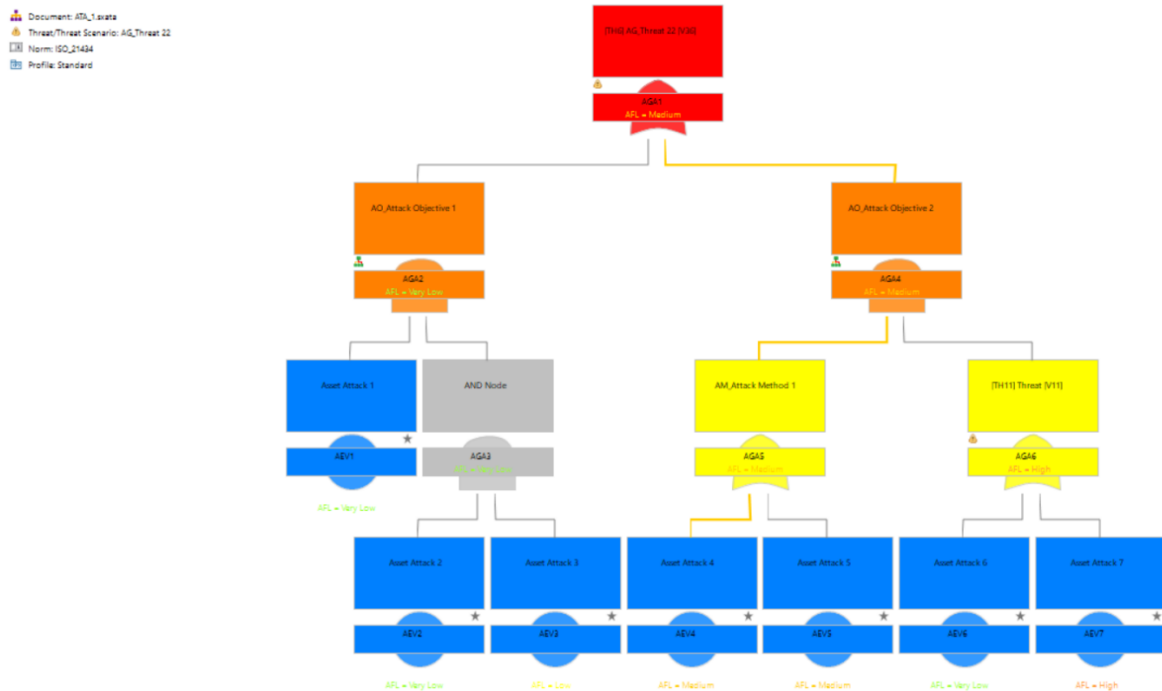 Document: ATA_1.sxata
Threat/Threat Scenario: AG_Threat 22
Norm: ISO_21434
Profile: Standard
[TH6] AG_Threat 22 [V36]
AGA1
AFL = Medium
AO_Attack Objective 1
AO_Attack Objective 2
AGA2
AFL = Very Low
AGA4
AFL = Medium
Asset Attack 1
AND Node
AM_Attack Method 1
[TH11] Threat [V11]
AEV1
AGA3
AFL = Very Low
AGA5
AFL = Medium
AGA6
AFL = High
AFL = Very Low
Asset Attack 2
Asset Attack 3
Asset Attack 4
Asset Attack 5
Asset Attack 6
Asset Attack 7
AEV2
AEV3
AEV4
AEV5
AEV6
AEV7
AFL = Very Low
AFL = Low
AFL = Medium
AFL = Medium
AFL = Very Low
AFL = High